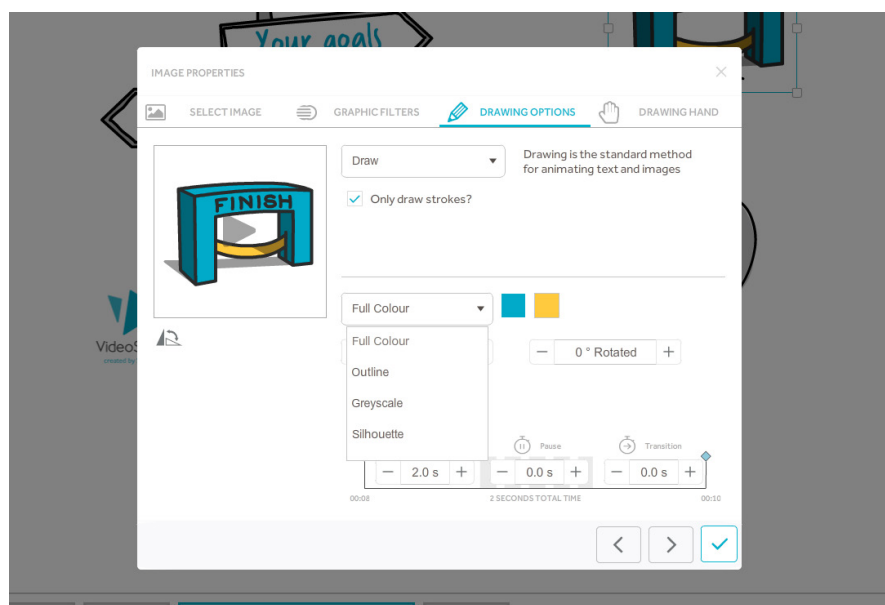 Your goals
IMAGE PROPERTIES
SELECT IMAGE
GRAPHIC FILTERS
DRAWING OPTIONS
DRAWING HAND
Draw
Drawing is the standard method
for animating text and images
Only draw strokes?
FINISH
Full Colour
Full Colour
Outline
Greyscale
Silhouette
0 ° Rotated
Pause
Transition
2.0 s
0.0 s
0.0 s
00:08
2 SECONDS TOTAL TIME
00:10
VideoS
created by